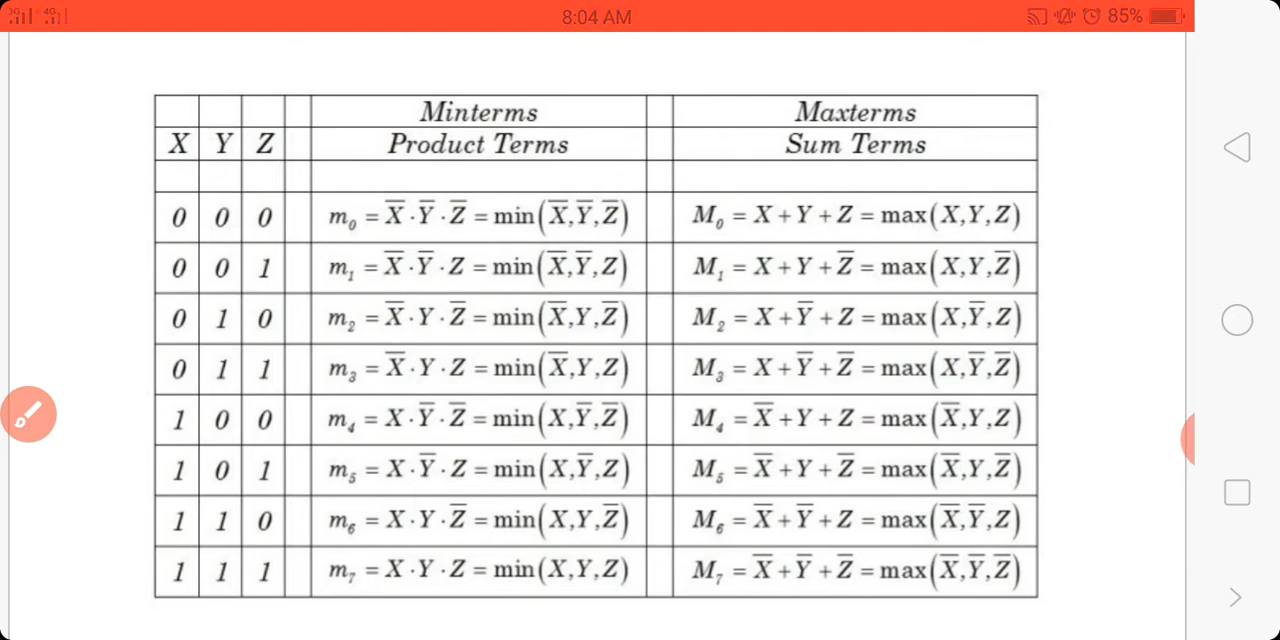 3G 4G 8:04 AM 85%
Minterms Maxterms
X Y Z Product Terms Sum Terms
0 0 0 m₀ = X̅ · Y̅ · Z̅ = min(X̅,Y̅,Z̅) M₀ = X + Y + Z = max(X,Y,Z)
0 0 1 m₁ = X̅ · Y̅ · Z = min(X̅,Y̅,Z) M₁ = X + Y + Z̅ = max(X,Y,Z̅)
0 1 0 m₂ = X̅ · Y · Z̅ = min(X̅,Y,Z̅) M₂ = X + Y̅ + Z = max(X,Y̅,Z)
0 1 1 m₃ = X̅ · Y · Z = min(X̅,Y,Z) M₃ = X + Y̅ + Z̅ = max(X,Y̅,Z̅)
1 0 0 m₄ = X · Y̅ · Z̅ = min(X,Y̅,Z̅) M₄ = X̅ + Y + Z = max(X̅,Y,Z)
1 0 1 m₅ = X · Y̅ · Z = min(X,Y̅,Z) M₅ = X̅ + Y + Z̅ = max(X̅,Y,Z̅)
1 1 0 m₆ = X · Y · Z̅ = min(X,Y,Z̅) M₆ = X̅ + Y̅ + Z = max(X̅,Y̅,Z)
1 1 1 m₇ = X · Y · Z = min(X,Y,Z) M₇ = X̅ + Y̅ + Z̅ = max(X̅,Y̅,Z̅)